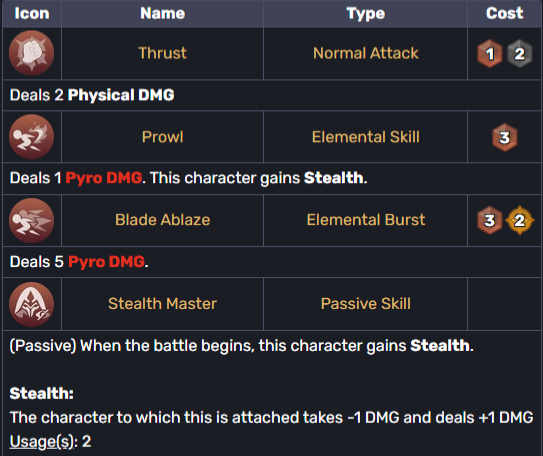 Icon Name Type Cost
Thrust Normal Attack 1 2
Deals 2 Physical DMG
Prowl Elemental Skill 3
Deals 1 Pyro DMG. This character gains Stealth.
Blade Ablaze Elemental Burst 3 2
Deals 5 Pyro DMG.
Stealth Master Passive Skill
(Passive) When the battle begins, this character gains Stealth.
Stealth:
The character to which this is attached takes -1 DMG and deals +1 DMG
Usage(s): 2